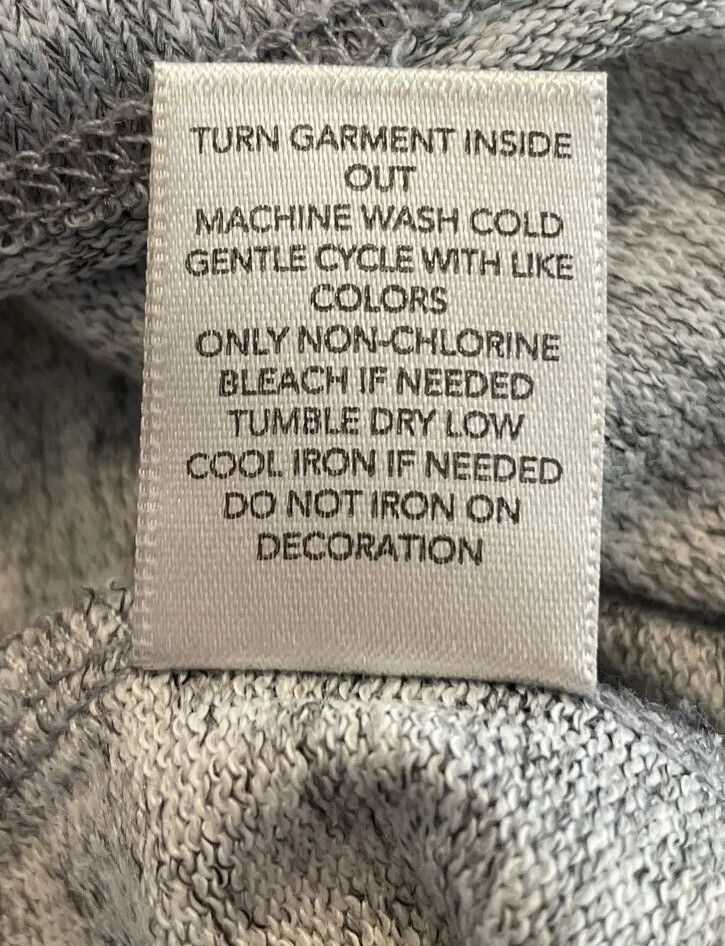 TURN GARMENT INSIDE
OUT
MACHINE WASH COLD
GENTLE CYCLE WITH LIKE
COLORS
ONLY NON-CHLORINE
BLEACH IF NEEDED
TUMBLE DRY LOW
COOL IRON IF NEEDED
DO NOT IRON ON
DECORATION